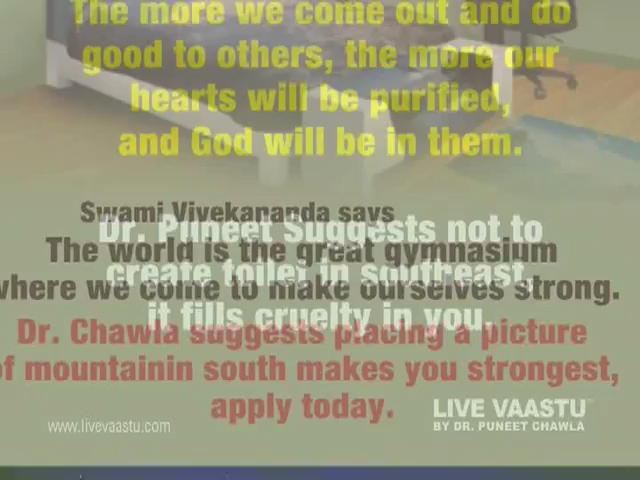 The more we come out and do
good to others, the more our
hearts will be purified,
and God will be in them.
Swami Vivekananda says
Dr. Puneet Suggests not to
The world is the great gymnasium
create toilet in southeast,
where we come to make ourselves strong.
it fills cruelty in you.
Dr. Chawla suggests placing a picture
of mountainin south makes you strongest,
apply today.
LIVE VAASTU™
BY DR. PUNEET CHAWLA
www.livevaastu.com